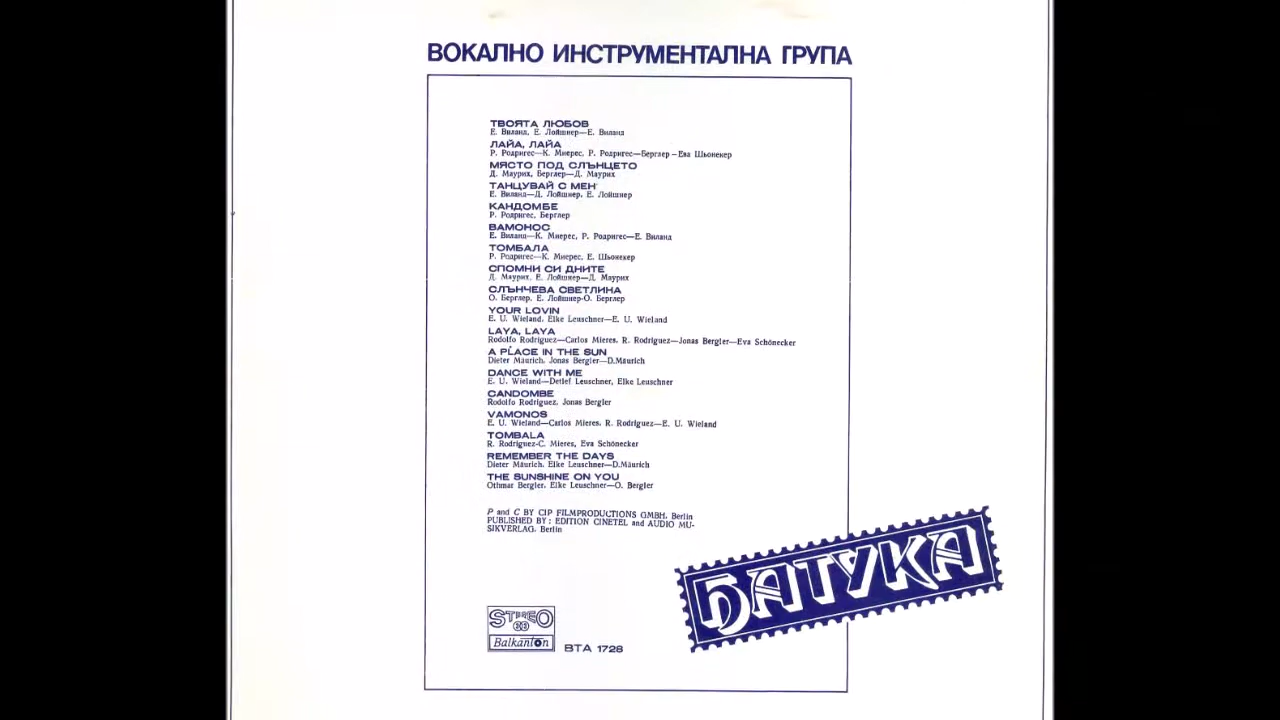 ВОКАЛНО ИНСТРУМЕНТАЛНА ГРУПА
ТВОЯТА ЛЮБОВ
Е. Виланд, Е. Лойшнер—Е. Виланд
ЛАЙА, ЛАЙА
Р. Родригес—К. Миерес, Р. Родригес—Берглер—Ева Шьонекер
МЯСТО ПОД СЛЪНЦЕТО
Д. Маурих, Берглер—Д. Маурих
ТАНЦУВАЙ С МЕН
Е. Виланд—Д. Лойшнер, Е. Лойшнер
КАНДОМБЕ
Р. Родригес, Берглер
ВАМОНОС
Е. Виланд—К. Миерес, Р. Родригес—Е. Виланд
ТОМБАЛА
Р. Родригес—К. Миерес, Е. Шьонекер
СПОМНИ СИ ДНИТЕ
Д. Маурих, Е. Лойшнер—Д. Маурих
СЛЪНЧЕВА СВЕТЛИНА
О. Берглер, Е. Лойшнер-О. Берглер
YOUR LOVIN
E. U. Wieland, Elke Leuschner—E. U. Wieland
LAYA, LAYA
Rodolfo Rodriguez—Carlos Mieres, R. Rodriguez—Jonas Bergler—Eva Schönecker
A PLACE IN THE SUN
Dieter Mäurich, Jonas Bergler—D.Mäurich
DANCE WITH ME
E. U. Wieland—Detlef Leuschner, Elke Leuschner
CANDOMBE
Rodolfo Rodriguez, Jonas Bergler
VAMONOS
E. U. Wieland—Carlos Mieres, R. Rodriguez—E. U. Wieland
TOMBALA
R. Rodriguez-C. Mieres, Eva Schönecker
REMEMBER THE DAYS
Dieter Mäurich, Elke Leuschner—D.Mäurich
THE SUNSHINE ON YOU
Othmar Bergler, Elke Leuschner—O. Bergler
P and C BY CIP FILMPRODUCTIONS GMBH, Berlin
PUBLISHED BY: EDITION CINETEL and AUDIO MU-
SIKVERLAG, Berlin
БАТУКА
STEREO
Balkanton
ВТА 1728